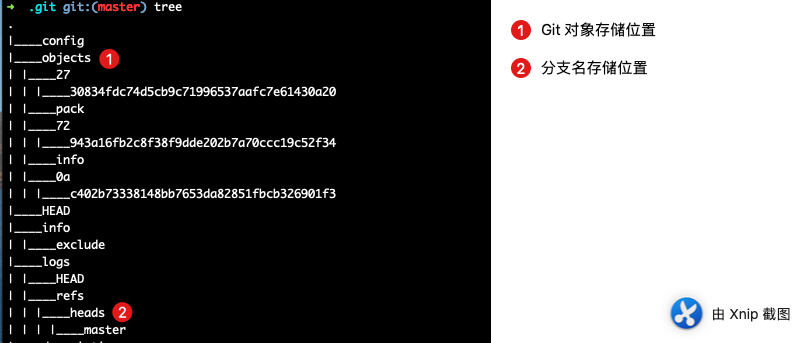 ➜ .git git:(master) tree
.
|____config
|____objects 1
| |____27
| | |____30834fdc74d5cb9c71996537aafc7e61430a20
| |____pack
| |____72
| | |____943a16fb2c8f38f9dde202b7a70ccc19c52f34
| |____info
| |____0a
| | |____c402b73338148bb7653da82851fbcb326901f3
|____HEAD
|____info
| |____exclude
|____logs
| |____HEAD
| |____refs
| | |____heads 2
| | | |____master
1 Git 对象存储位置
2 分支名存储位置
由 Xnip 截图